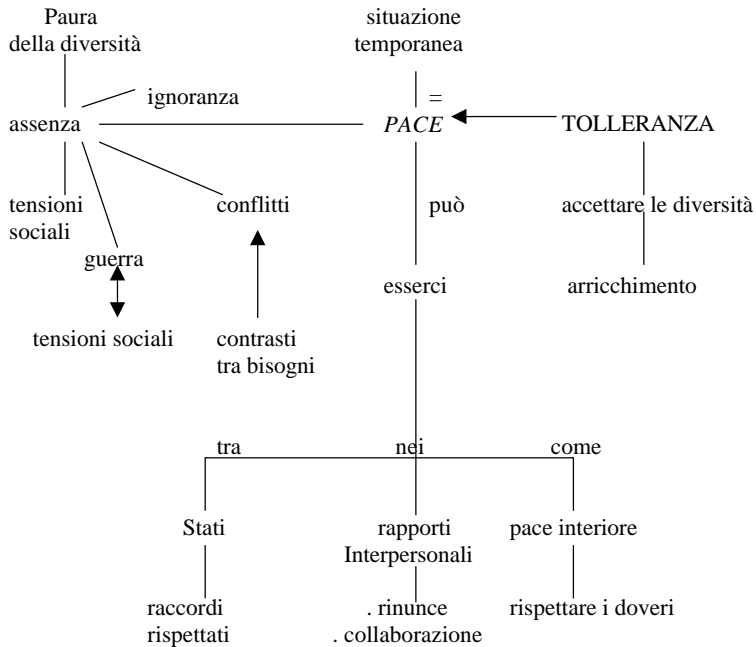 Paura
della diversità
situazione
temporanea
ignoranza
=
assenza
PACE
TOLLERANZA
tensioni
sociali
conflitti
può
accettare le diversità
guerra
esserci
arricchimento
tensioni sociali
contrasti
tra bisogni
tra
nei
come
Stati
rapporti
Interpersonali
pace interiore
raccordi
rispettati
. rinunce
. collaborazione
rispettare i doveri